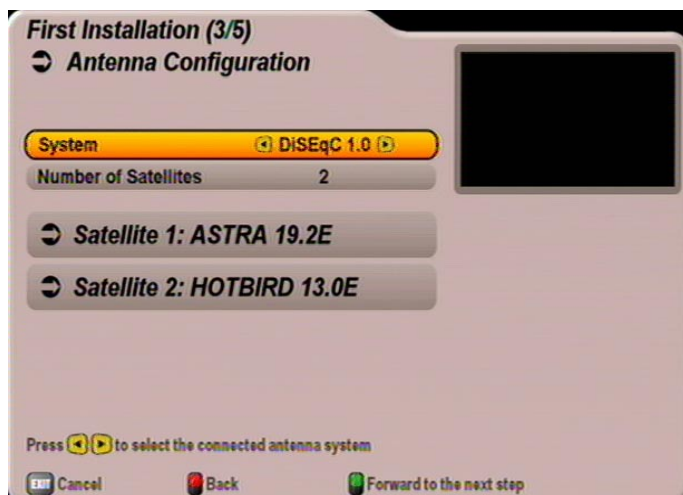 First Installation (3/5)
Antenna Configuration
System DiSEqC 1.0
Number of Satellites 2
Satellite 1: ASTRA 19.2E
Satellite 2: HOTBIRD 13.0E
Press to select the connected antenna system
Cancel Back Forward to the next step